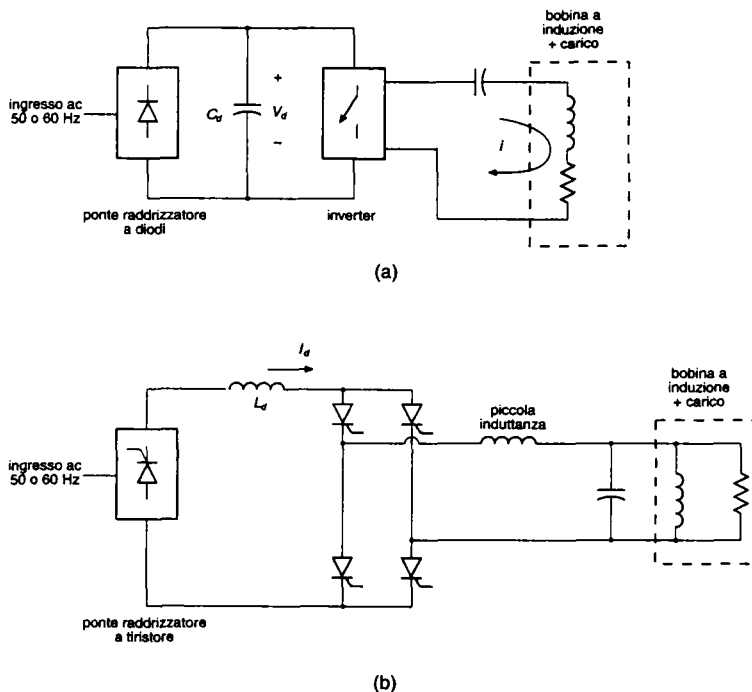 bobina a
induzione
+ carico
ingresso ac
50 o 60 Hz
C_d
+
V_d
−
i
ponte raddrizzatore
a diodi
inverter
(a)
I_d
L_d
bobina a
induzione
+ carico
piccola
induttanza
ingresso ac
50 o 60 Hz
ponte raddrizzatore
a tiristore
(b)